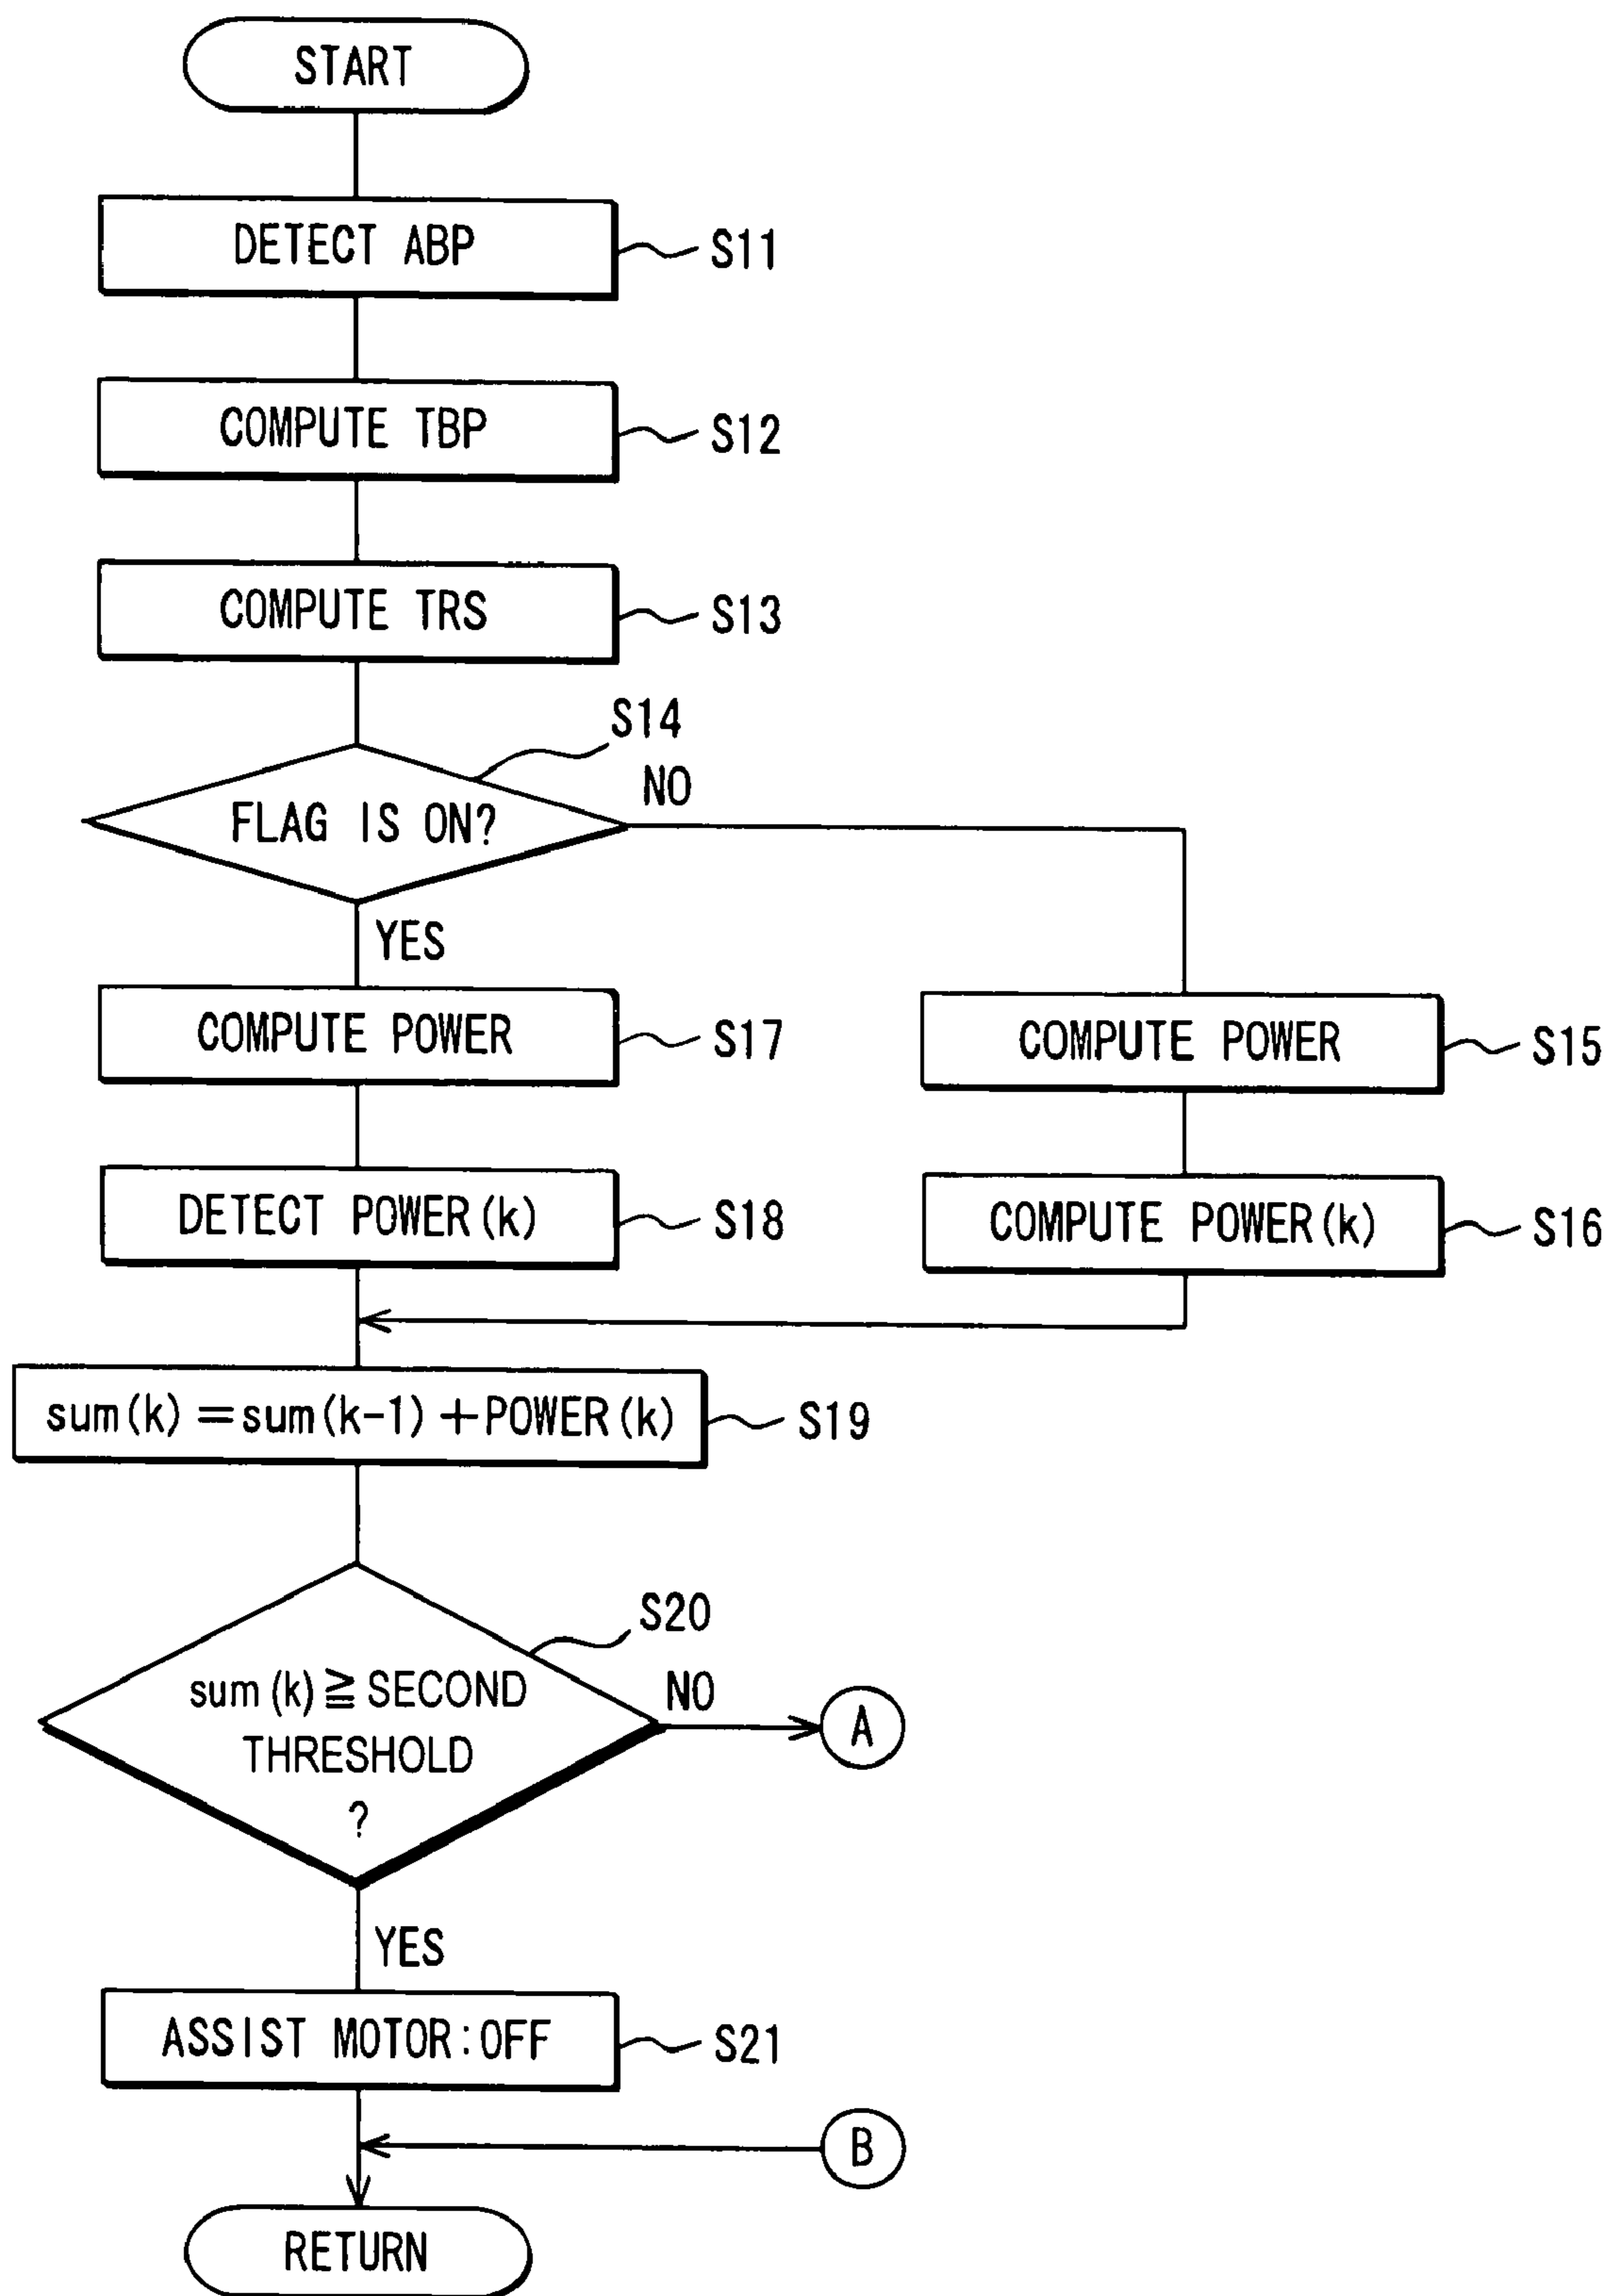 START
DETECT ABP
S11
COMPUTE TBP
S12
COMPUTE TRS
S13
S14
FLAG IS ON?
NO
YES
COMPUTE POWER
S17
COMPUTE POWER
S15
DETECT POWER(k)
S18
COMPUTE POWER(k)
S16
sum(k)=sum(k-1)+POWER(k)
S19
S20
sum(k)≧SECOND
THRESHOLD
?
NO
A
YES
ASSIST MOTOR:OFF
S21
B
RETURN